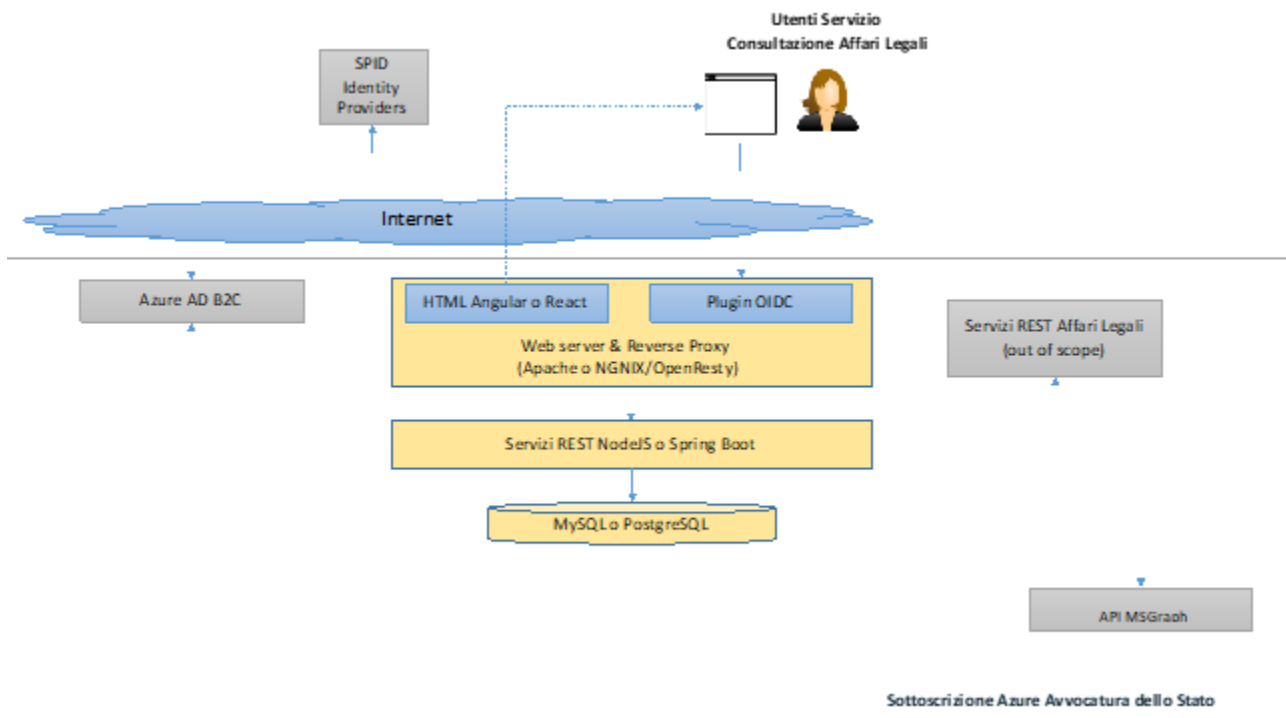 Utenti Servizio
Consultazione Affari Legali
SPID
Identity
Providers
Internet
Azure AD B2C
HTML Angular o React
Plugin OIDC
Web server & Reverse Proxy
(Apache o NGNIX/OpenResty)
Servizi REST Affari Legali
(out of scope)
Servizi REST NodeJS o Spring Boot
MySQL o PostgreSQL
API MSGraph
Sottoscrizione Azure Avvocatura dello Stato